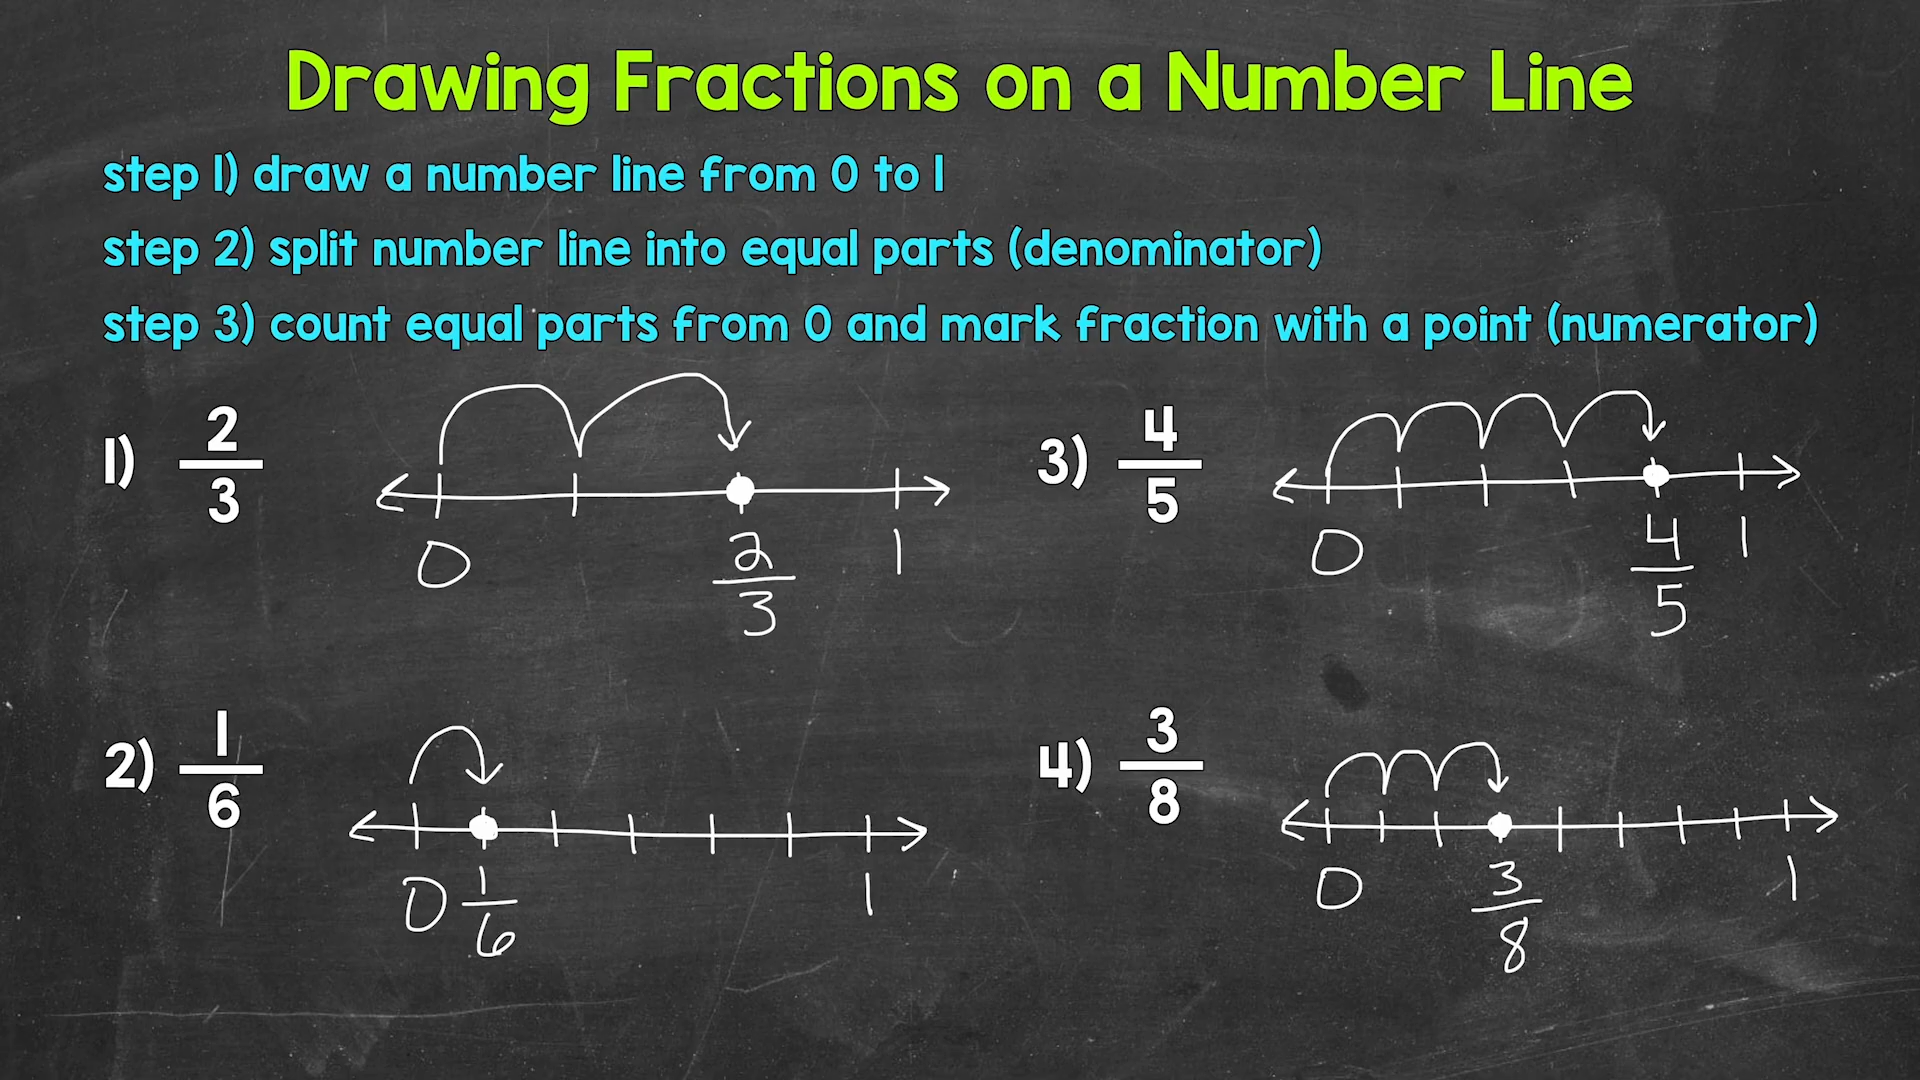 Drawing Fractions on a Number Line
step 1) draw a number line from 0 to 1
step 2) split number line into equal parts (denominator)
step 3) count equal parts from 0 and mark fraction with a point (numerator)
1) 2/3
0 2/3 1
3) 4/5
0 4/5 1
2) 1/6
0 1/6 1
4) 3/8
0 3/8 1